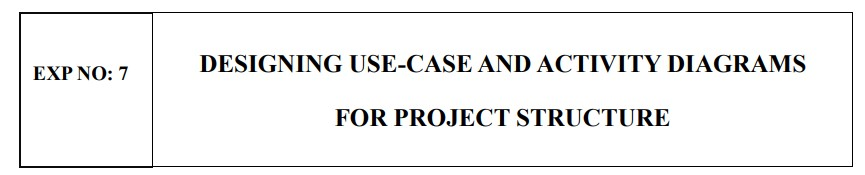 EXP NO: 7
DESIGNING USE-CASE AND ACTIVITY DIAGRAMS
FOR PROJECT STRUCTURE